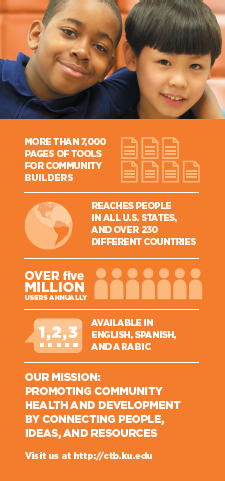 MORE THAN 7,000
PAGES OF TOOLS
FOR COMMUNITY
BUILDERS
REACHES PEOPLE
IN ALL U.S. STATES,
AND OVER 230
DIFFERENT COUNTRIES
OVER five
MILLION
USERS ANNUALLY
1,2,3
AVAILABLE IN
ENGLISH, SPANISH,
AND ARABIC
OUR MISSION:
PROMOTING COMMUNITY
HEALTH AND DEVELOPMENT
BY CONNECTING PEOPLE,
IDEAS, AND RESOURCES
Visit us at http://ctb.ku.edu